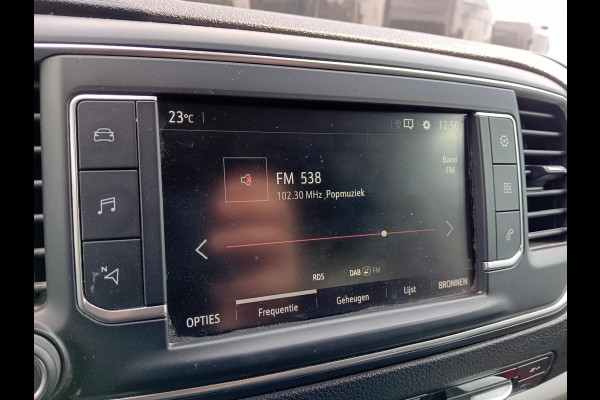 23°C
12:50
FM 538
Band
FM
102.30 MHz ,Popmuziek
N
RDS DAB FM
OPTIES Frequentie Geheugen Lijst BRONNEN